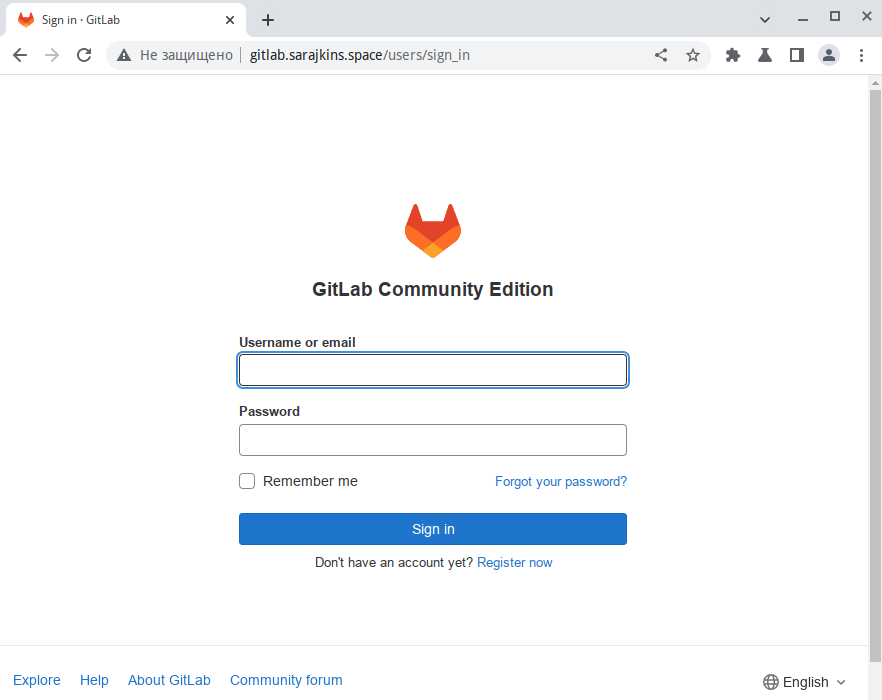 Sign in · GitLab
Не защищено gitlab.sarajkins.space/users/sign_in
GitLab Community Edition
Username or email
Password
Remember me Forgot your password?
Sign in
Don't have an account yet? Register now
Explore Help About GitLab Community forum English